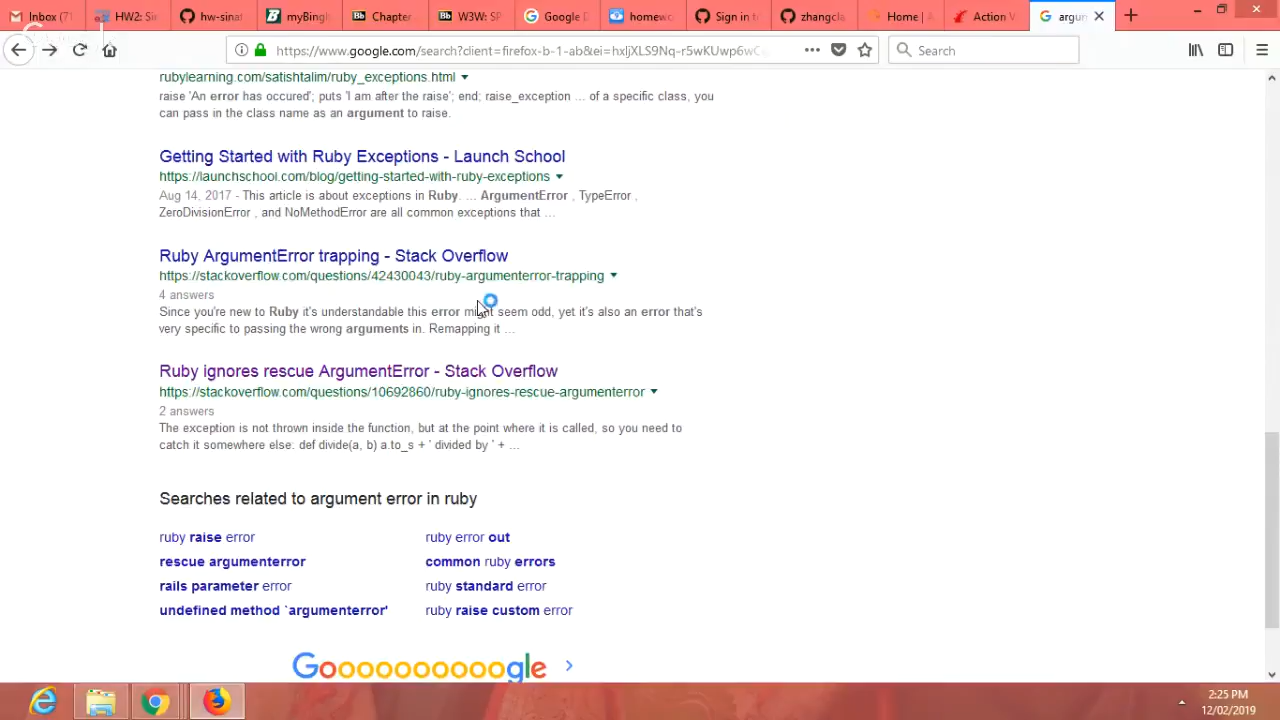 Inbox (71
HW2: Sin
hw-sinat
myBingh
Chapter
W3W: SP
Google D
homewo
Sign in t
zhangcla
Home | A
Action V
argum
https://www.google.com/search?client=firefox-b-1-ab&ei=hxljXLS9Nq-r5wKUwp6wC
Search
rubylearning.com/satishtalim/ruby_exceptions.html
raise 'An error has occured'; puts 'I am after the raise'; end; raise_exception ... of a specific class, you
can pass in the class name as an argument to raise.
Getting Started with Ruby Exceptions - Launch School
https://launchschool.com/blog/getting-started-with-ruby-exceptions
Aug 14, 2017 - This article is about exceptions in Ruby. ... ArgumentError , TypeError ,
ZeroDivisionError , and NoMethodError are all common exceptions that ...
Ruby ArgumentError trapping - Stack Overflow
https://stackoverflow.com/questions/42430043/ruby-argumenterror-trapping
4 answers
Since you're new to Ruby it's understandable this error might seem odd, yet it's also an error that's
very specific to passing the wrong arguments in. Remapping it ...
Ruby ignores rescue ArgumentError - Stack Overflow
https://stackoverflow.com/questions/10692860/ruby-ignores-rescue-argumenterror
2 answers
The exception is not thrown inside the function, but at the point where it is called, so you need to
catch it somewhere else: def divide(a, b) a.to_s + ' divided by ' + ...
Searches related to argument error in ruby
ruby raise error
ruby error out
rescue argumenterror
common ruby errors
rails parameter error
ruby standard error
undefined method `argumenterror'
ruby raise custom error
Goooooooooogle
2:25 PM
12/02/2019